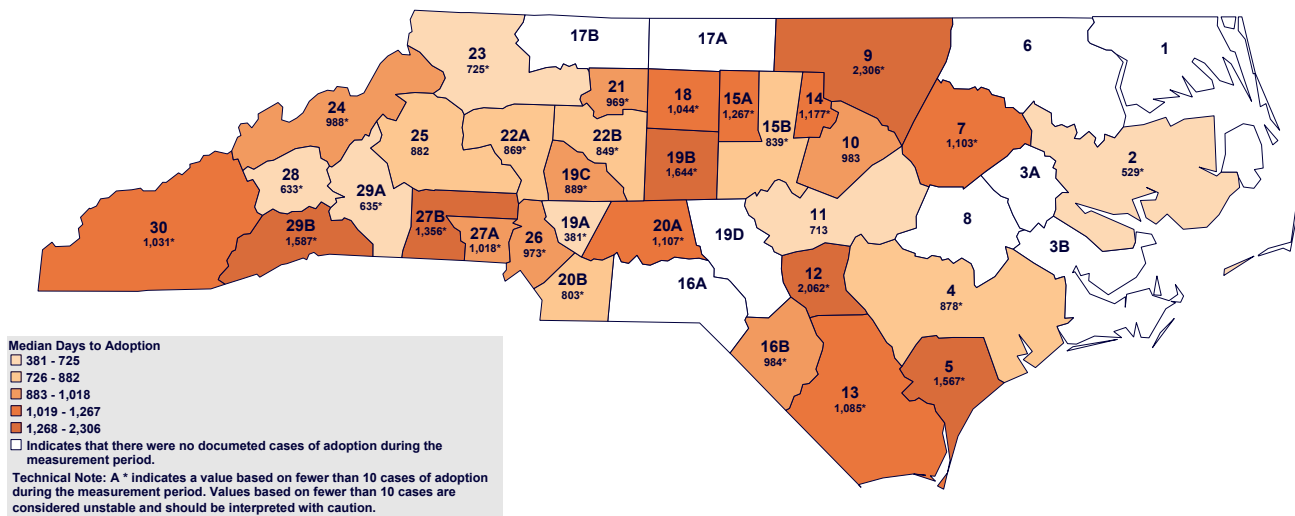 17B
17A
6
1
23
725*
9
2,306*
24
988*
21
969*
18
1,044*
15A
1,267*
14
1,177*
15B
839*
7
1,103*
25
882
22A
869*
22B
849*
10
983
19B
1,644*
2
529*
28
633*
29A
635*
19C
889*
3A
30
1,031*
29B
1,587*
27B
1,356*
27A
1,018*
26
973*
19A
381*
20A
1,107*
19D
11
713
8
3B
20B
803*
16A
12
2,062*
4
878*
16B
984*
13
1,085*
5
1,567*
Median Days to Adoption
381 - 725
726 - 882
883 - 1,018
1,019 - 1,267
1,268 - 2,306
Indicates that there were no documeted cases of adoption during the
measurement period.
Technical Note: A * indicates a value based on fewer than 10 cases of adoption
during the measurement period. Values based on fewer than 10 cases are
considered unstable and should be interpreted with caution.